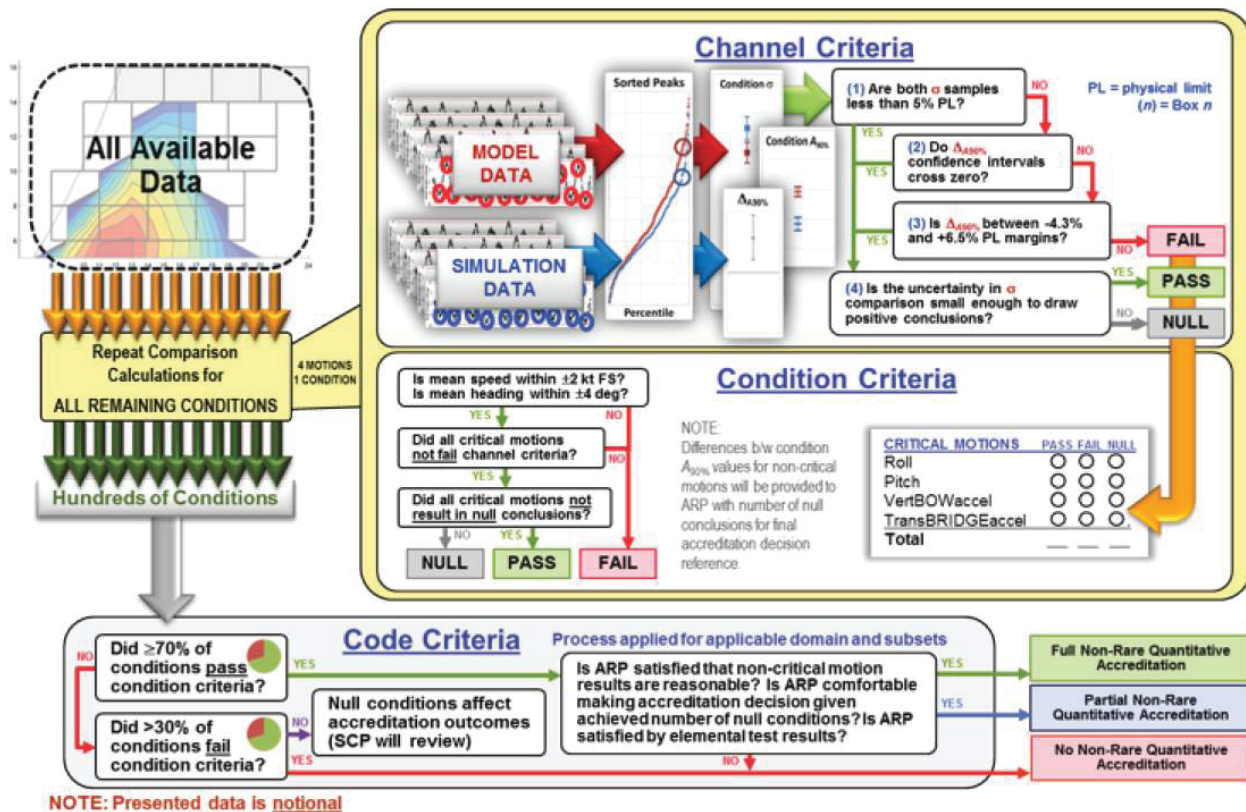 All Available
Data
Repeat Comparison
Calculations for
ALL REMAINING CONDITIONS
4 MOTIONS
1 CONDITION
Hundreds of Conditions
Channel Criteria
MODEL
DATA
SIMULATION
DATA
Sorted Peaks
Percentile
Condition σ
Condition A90%
ΔA90%
(1) Are both σ samples
less than 5% PL?
NO
PL = physical limit
(n) = Box n
YES
(2) Do ΔA90%
confidence intervals
cross zero?
NO
YES
(3) Is ΔA90% between -4.3%
and +6.5% PL margins?
NO
YES
FAIL
(4) Is the uncertainty in σ
comparison small enough to draw
positive conclusions?
YES
PASS
NO
NULL
Condition Criteria
Is mean speed within ±2 kt FS?
Is mean heading within ±4 deg?
YES
NO
Did all critical motions
not fail channel criteria?
YES
NO
Did all critical motions not
result in null conclusions?
NO
YES
NULL
PASS
FAIL
NOTE:
Differences b/w condition
A90% values for non-critical
motions will be provided to
ARP with number of null
conclusions for final
accreditation decision
reference.
CRITICAL MOTIONS PASS FAIL NULL
Roll
Pitch
VertBOWaccel
TransBRIDGEaccel
Total
Code Criteria
Process applied for applicable domain and subsets
NO
Did ≥70% of
conditions pass
condition criteria?
YES
Did >30% of
conditions fail
condition criteria?
NO
YES
Null conditions affect
accreditation outcomes
(SCP will review)
Is ARP satisfied that non-critical motion
results are reasonable? Is ARP comfortable
making accreditation decision given
achieved number of null conditions? Is ARP
satisfied by elemental test results?
YES
YES
NO
Full Non-Rare Quantitative
Accreditation
Partial Non-Rare
Quantitative Accreditation
No Non-Rare Quantitative
Accreditation
NOTE: Presented data is notional